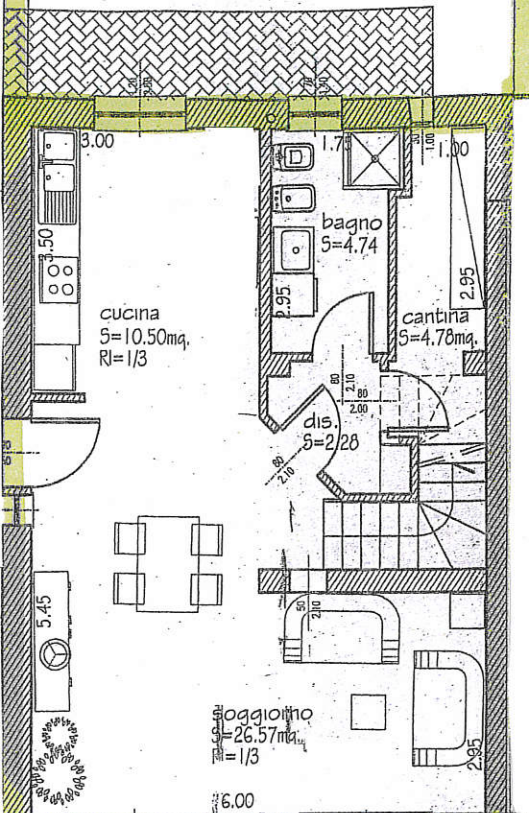 3.00
1.00
3.50
bagno
S=4.74
2.95
2.95
cucina
S=10.50mq.
RI=1/3
cantina
S=4.78mq.
80
2.10
80
2.00
dis.
S=2.28
80
2.10
50
2.10
5.45
soggiorno
S=26.57mq.
=1/3
2.95
6.00